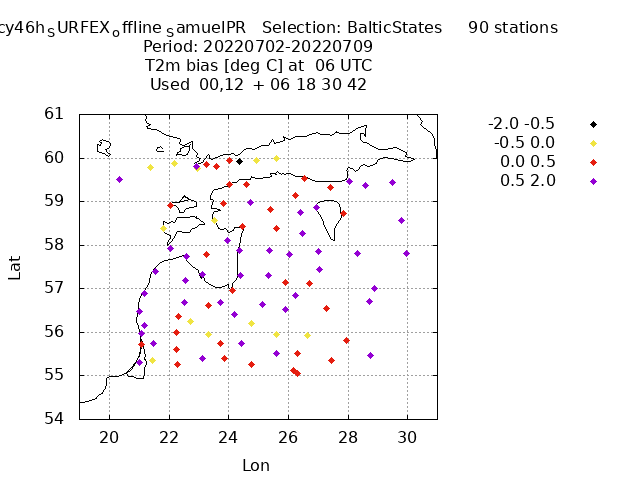 cy46h_SURFEX_offline_SamuelPR Selection: BalticStates 90 stations
Period: 20220702-20220709
T2m bias [deg C] at 06 UTC
Used 00,12 + 06 18 30 42
61
60
59
58
57
56
55
54
20 22 24 26 28 30
Lat
Lon
-2.0 -0.5
-0.5 0.0
0.0 0.5
0.5 2.0